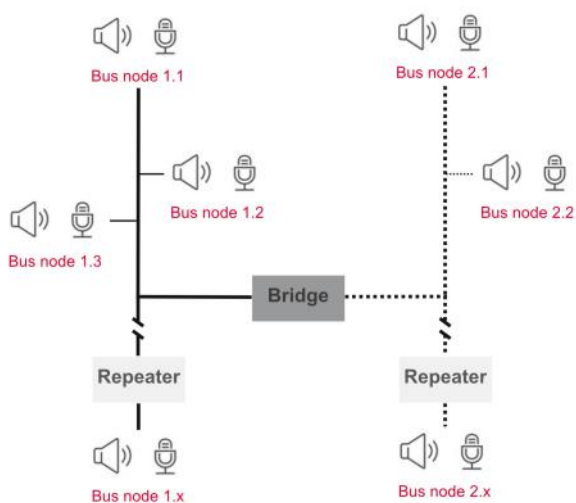 Bus node 1.1
Bus node 2.1
Bus node 1.2
Bus node 2.2
Bus node 1.3
Bridge
Repeater
Repeater
Bus node 1.x
Bus node 2.x